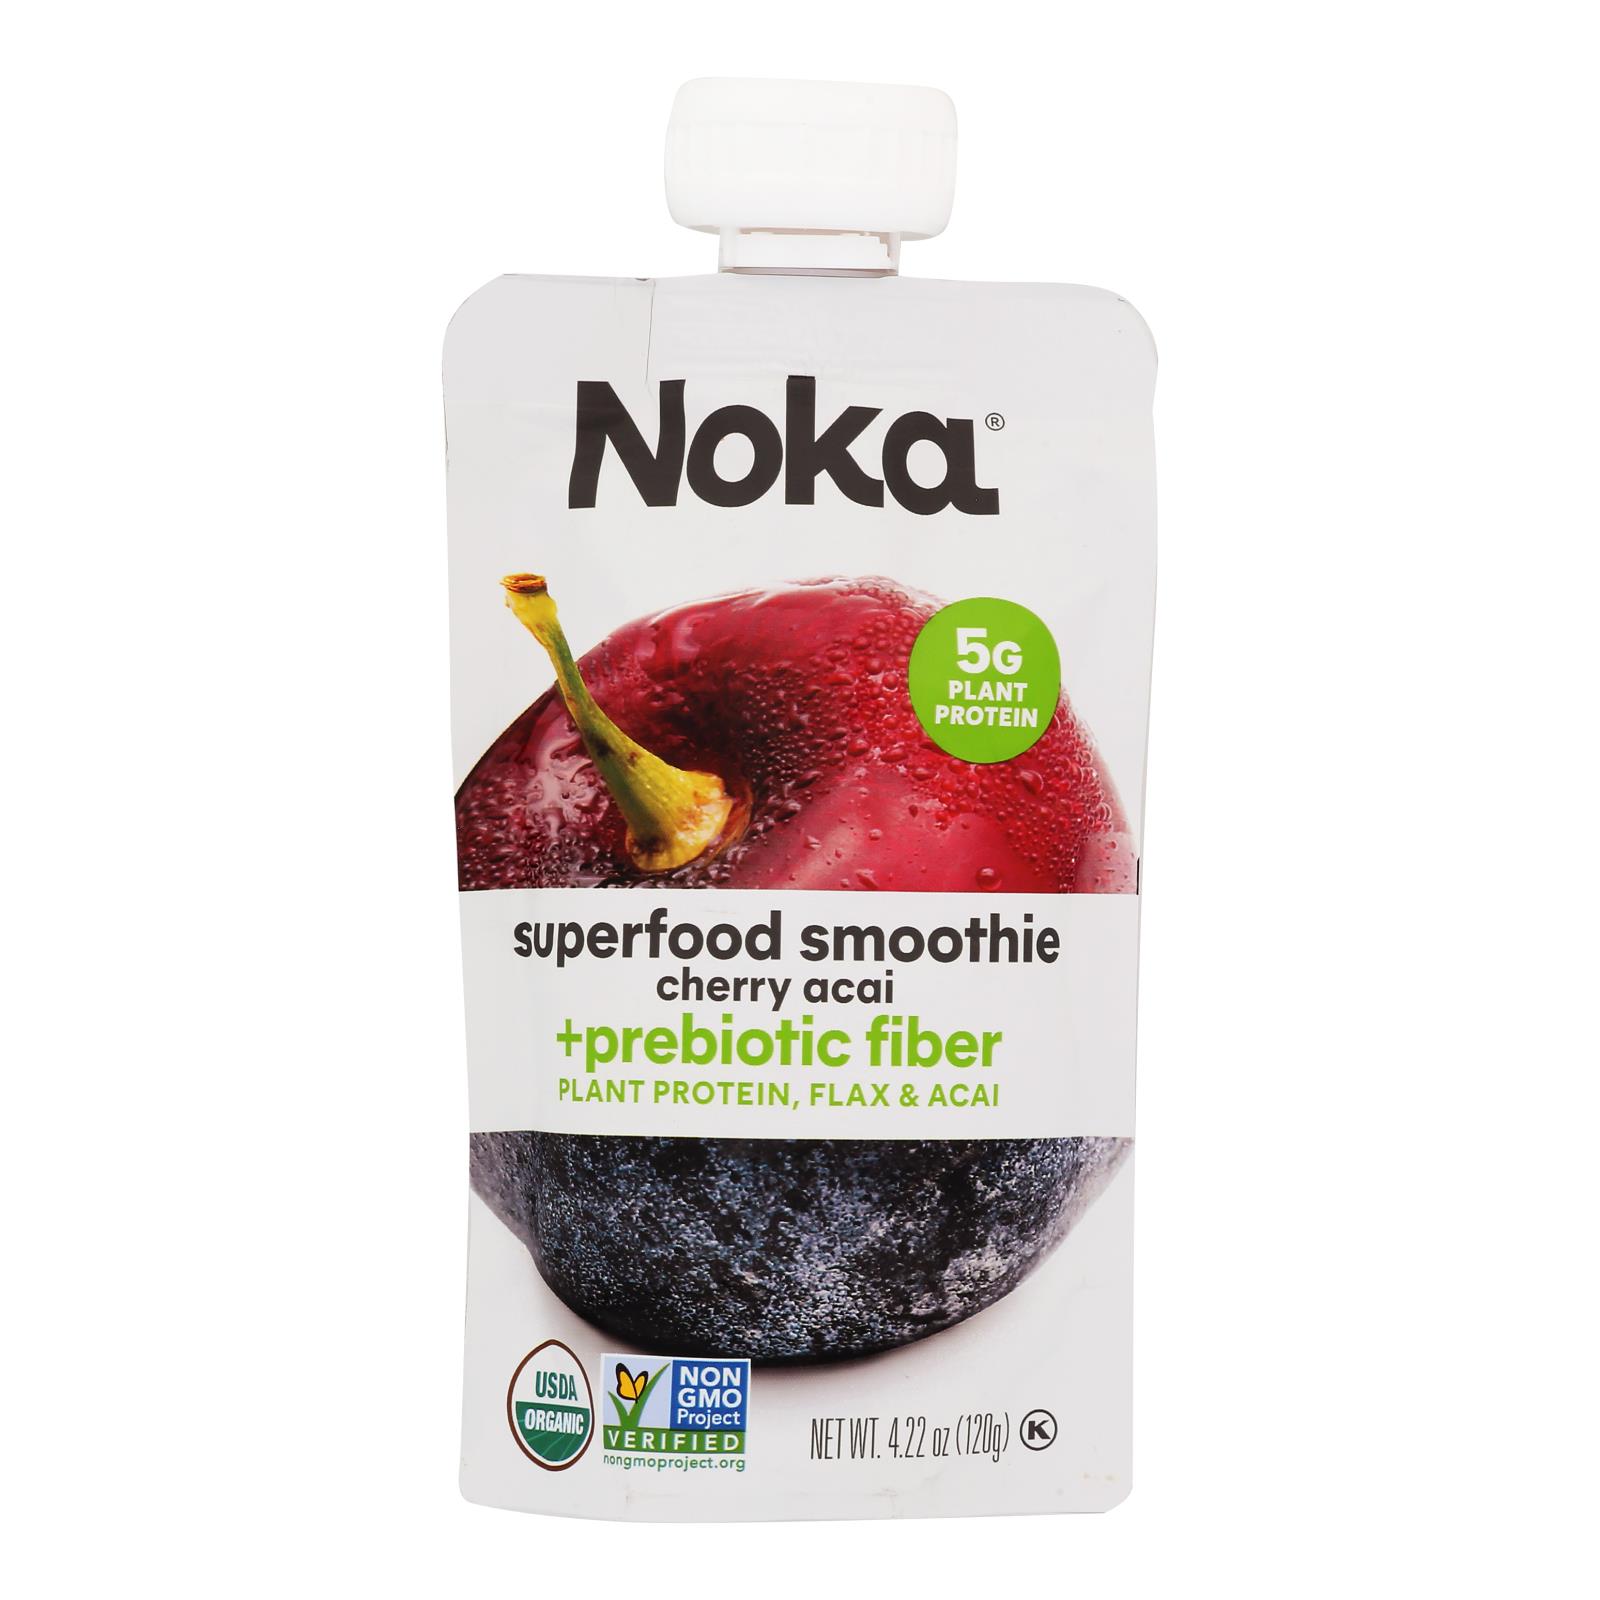 Noka®
5G
PLANT
PROTEIN
superfood smoothie
cherry acai
+prebiotic fiber
PLANT PROTEIN, FLAX & ACAI
USDA
ORGANIC
NON
GMO
Project
VERIFIED
nongmoproject.org
NET WT. 4.22 oz (120g) K